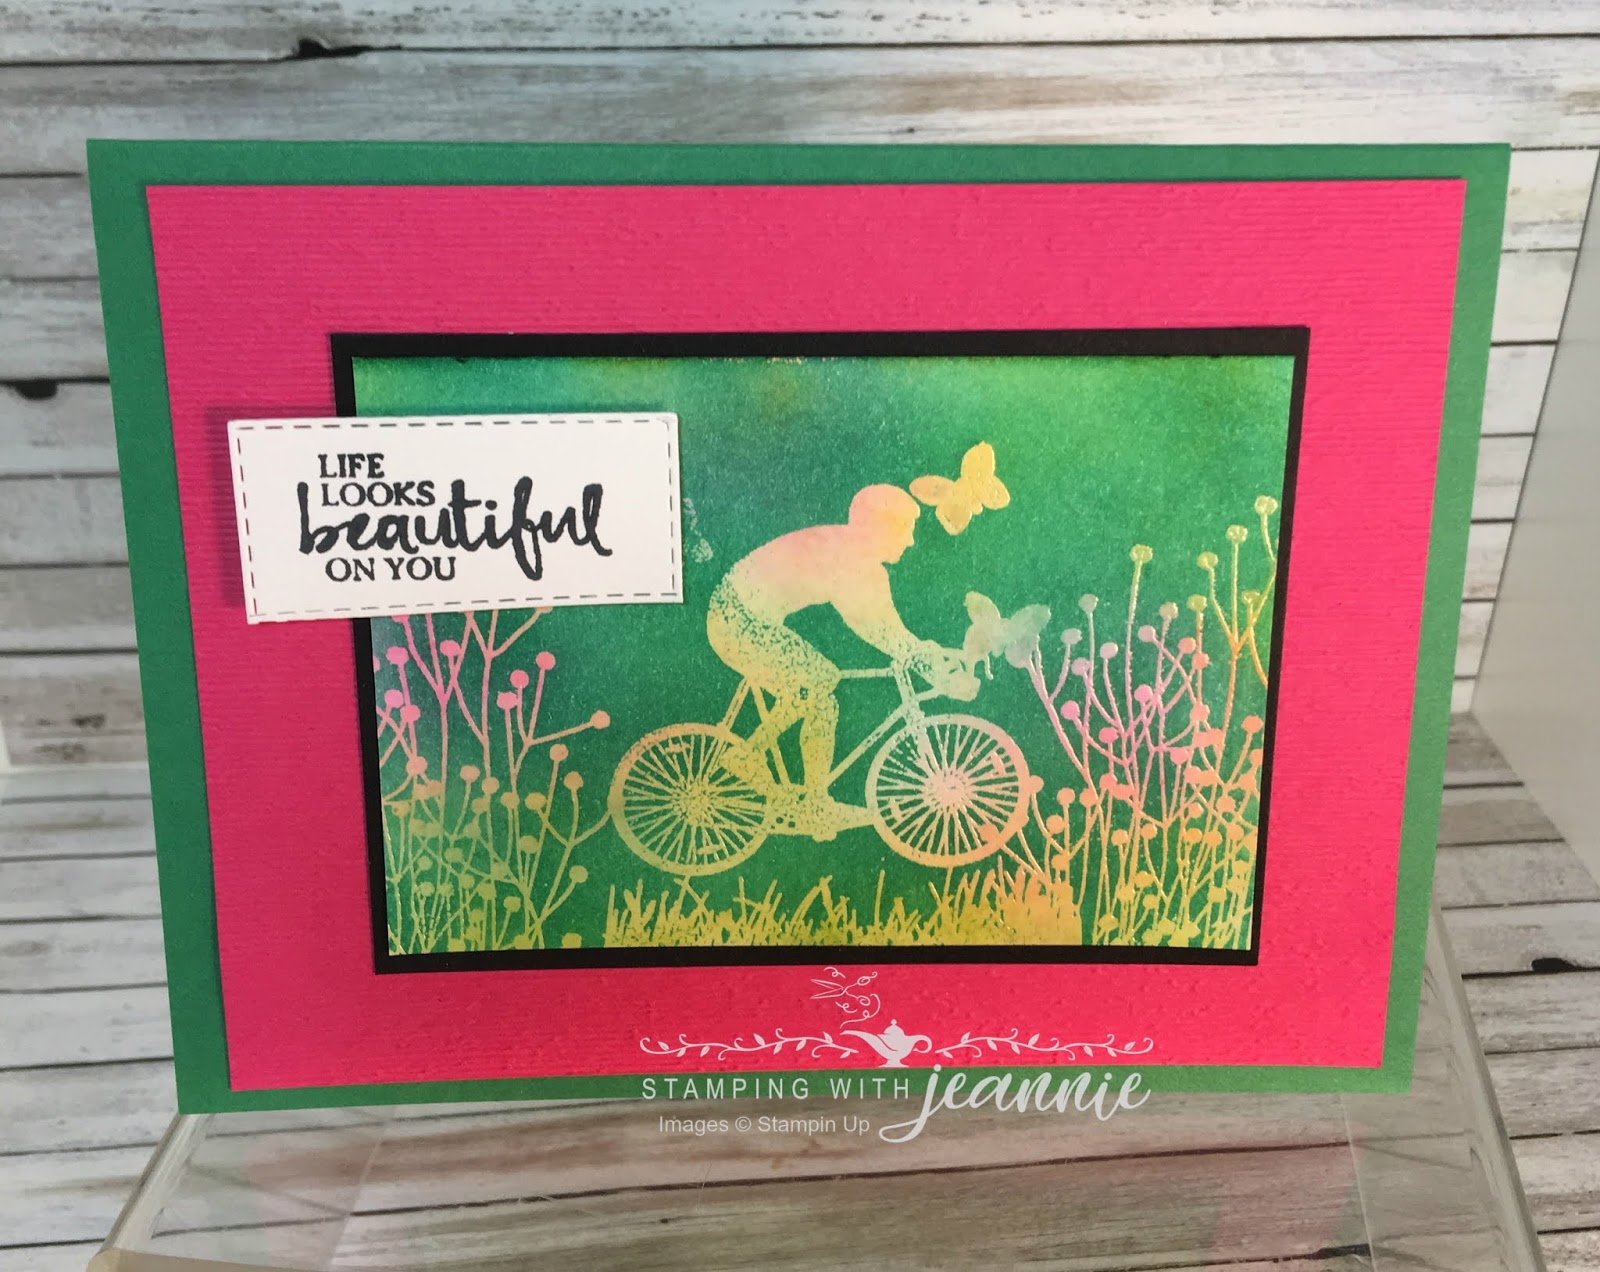 LIFE
LOOKS
beautiful
ON YOU
STAMPING WITH jeannie
Images © Stampin Up